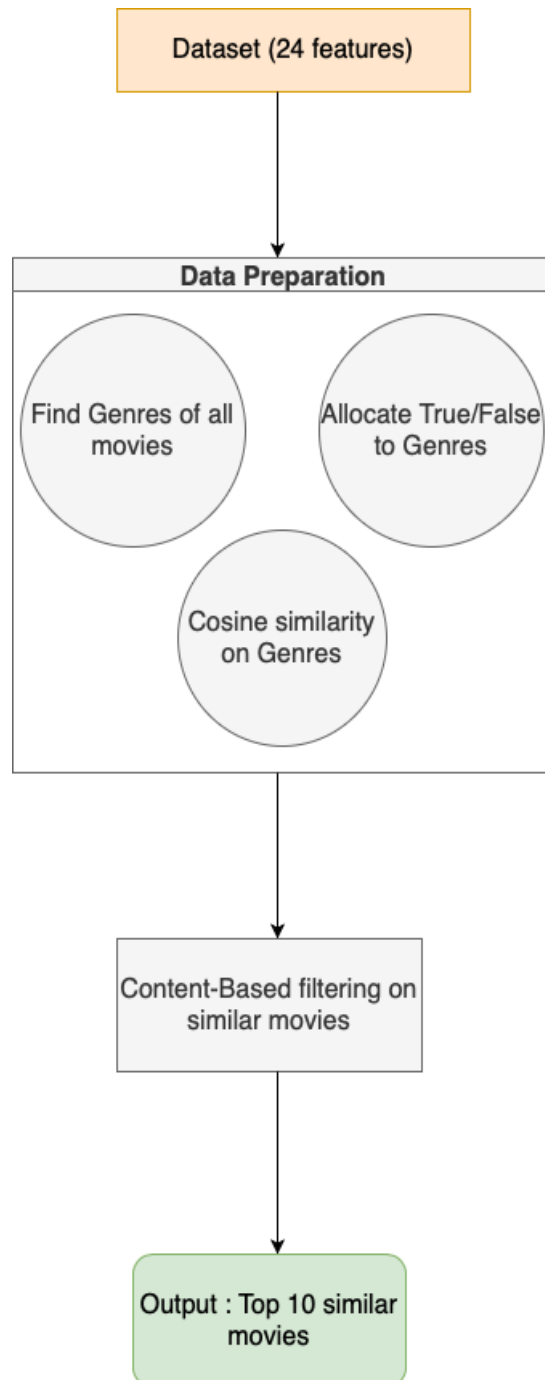 Dataset (24 features)
Data Preparation
Find Genres of all
movies
Allocate True/False
to Genres
Cosine similarity
on Genres
Content-Based filtering on
similar movies
Output : Top 10 similar
movies